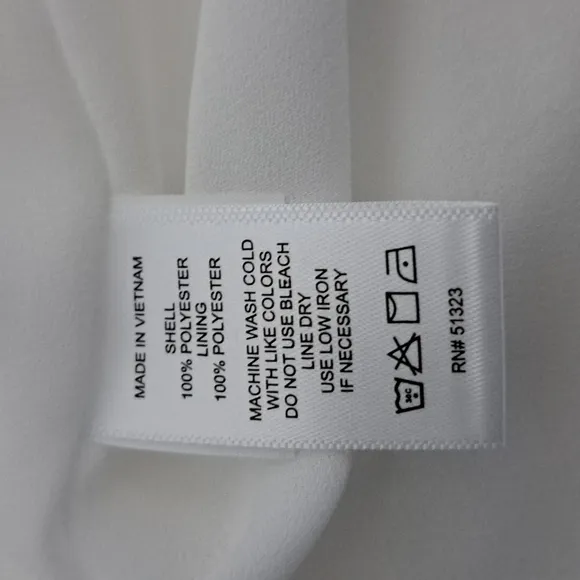 MADE IN VIETNAM
SHELL
100% POLYESTER
LINING
100% POLYESTER
MACHINE WASH COLD
WITH LIKE COLORS
DO NOT USE BLEACH
LINE DRY
USE LOW IRON
IF NECESSARY
RN# 51323